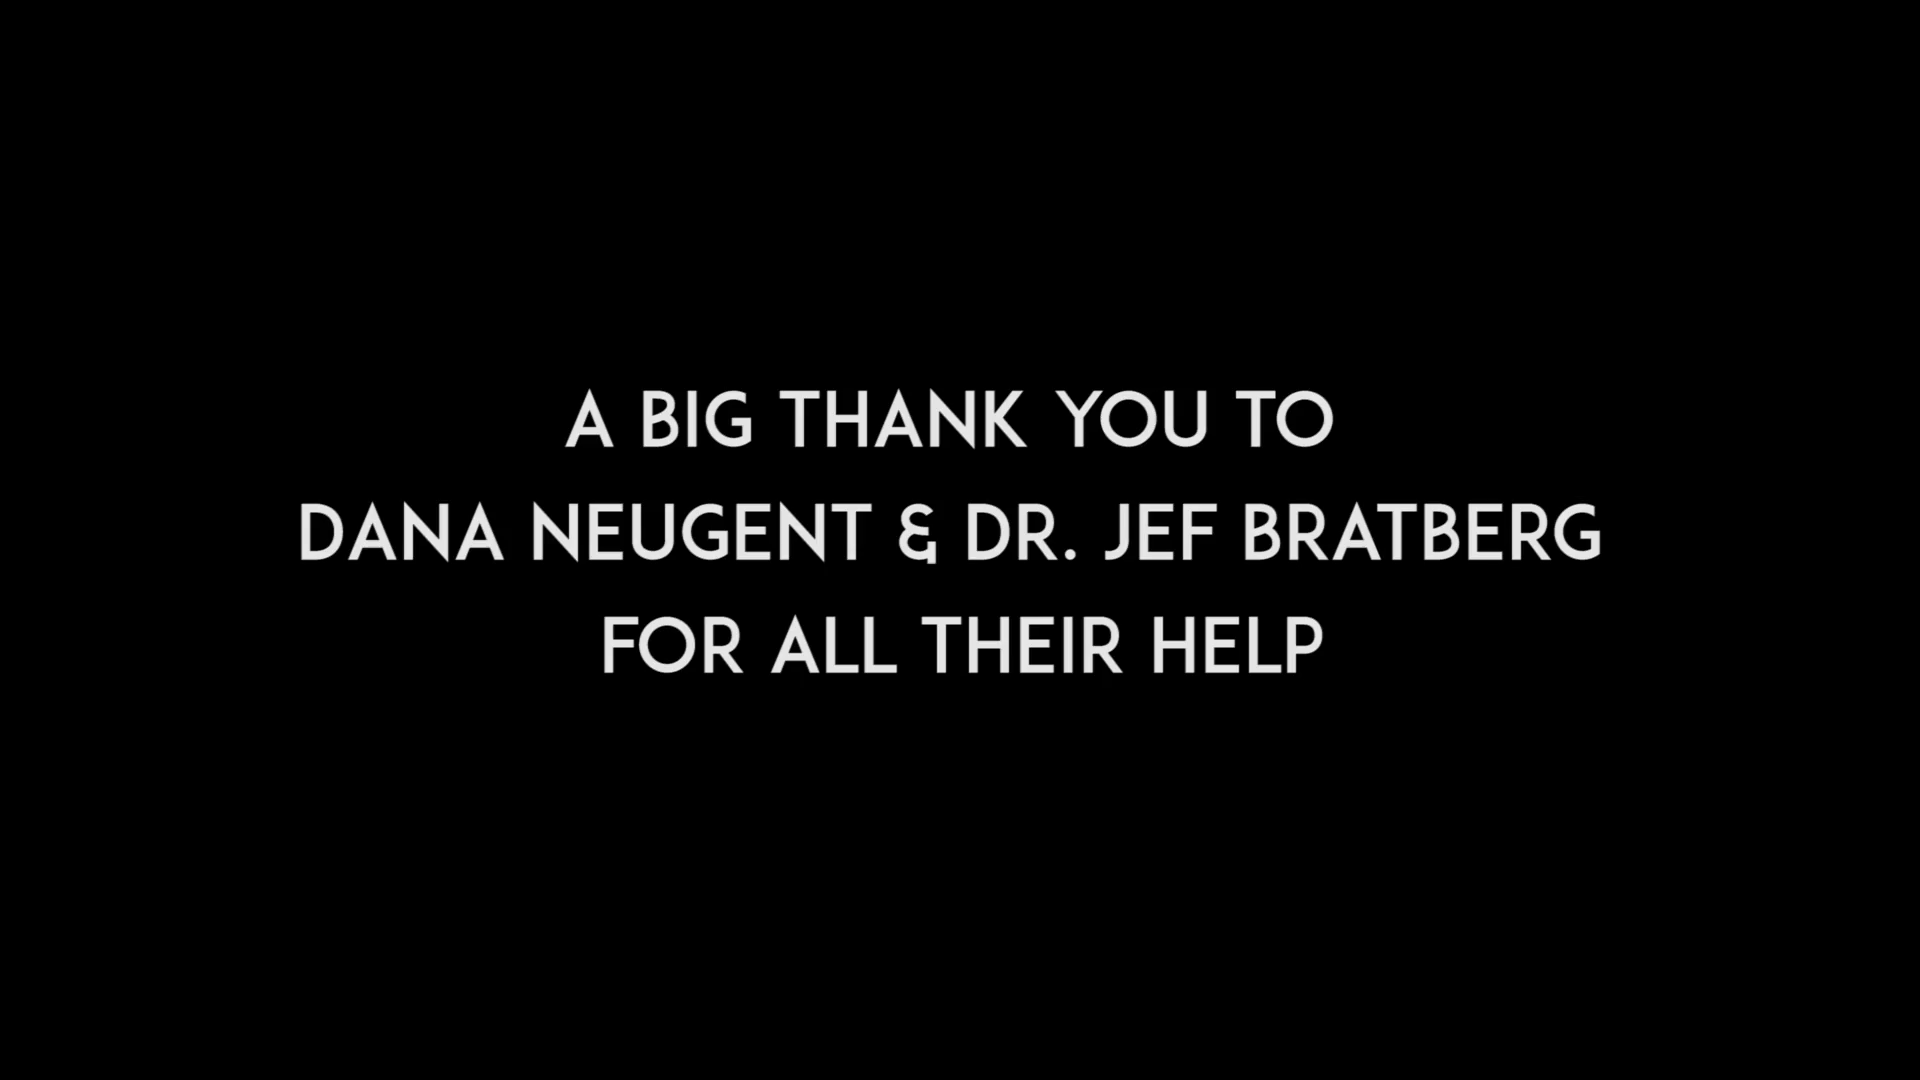 A BIG THANK YOU TO
DANA NEUGENT & DR. JEF BRATBERG
FOR ALL THEIR HELP